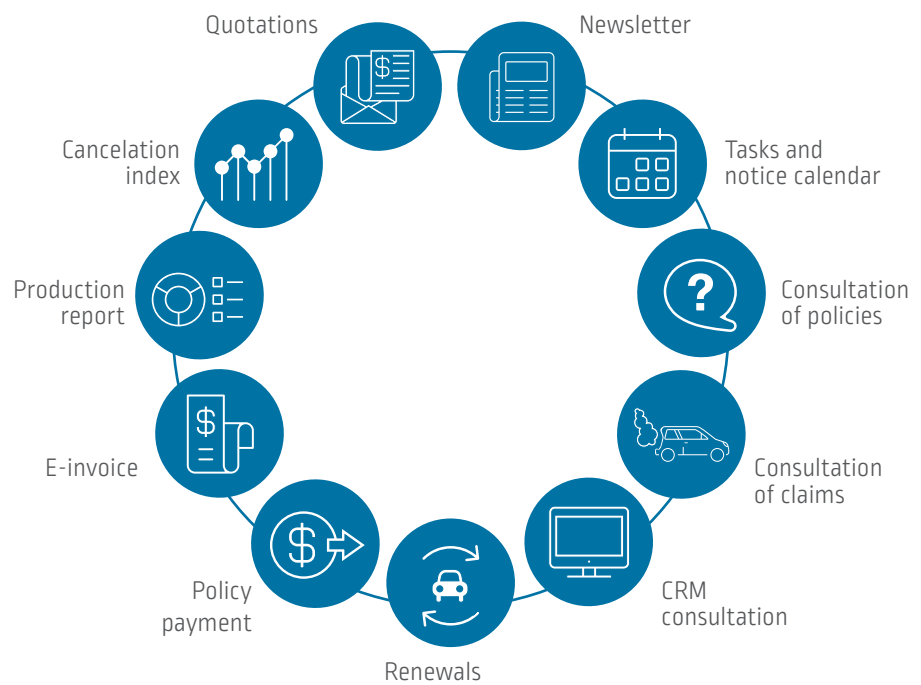 Quotations
Newsletter
Cancelation
index
Tasks and
notice calendar
Production
report
Consultation
of policies
E-invoice
Consultation
of claims
Policy
payment
CRM
consultation
Renewals
$
?
$
$